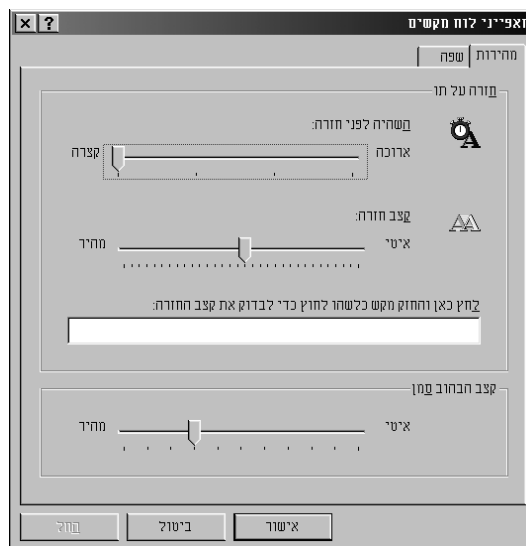 מאפייני לוח מקשים
מהירות שפה
חזרה על תו
השהיה לפני חזרה:
ארוכה קצרה
קצב חזרה:
איטי מהיר
לחץ כאן והחזק מקש כלשהו לחוץ כדי לבדוק את קצב החזרה:
קצב הבהוב סמן
איטי מהיר
אישור ביטול החל